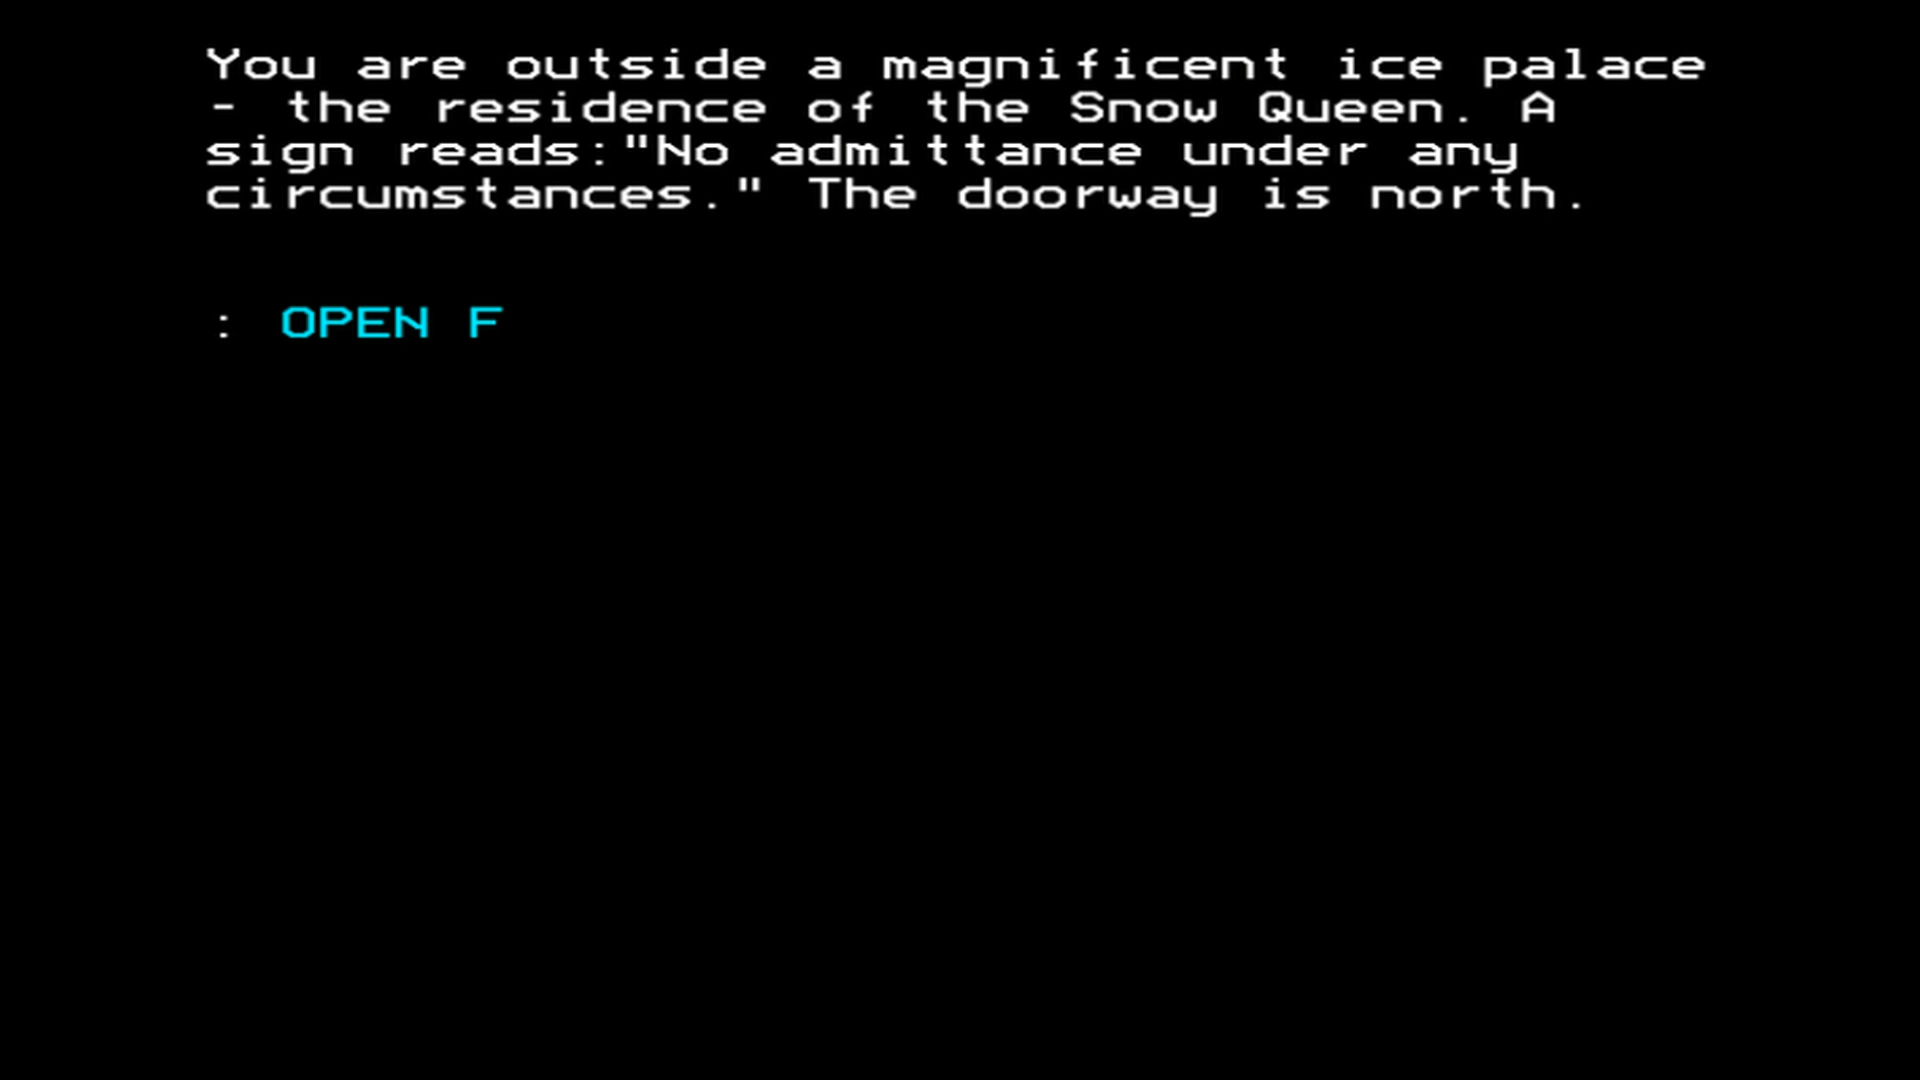 You are outside a magnificent ice palace
- the residence of the Snow Queen. A
sign reads:"No admittance under any
circumstances." The doorway is north.
: OPEN F